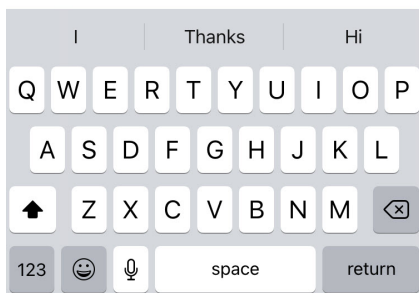 I Thanks Hi
Q W E R T Y U I O P
A S D F G H J K L
Z X C V B N M
123 space return